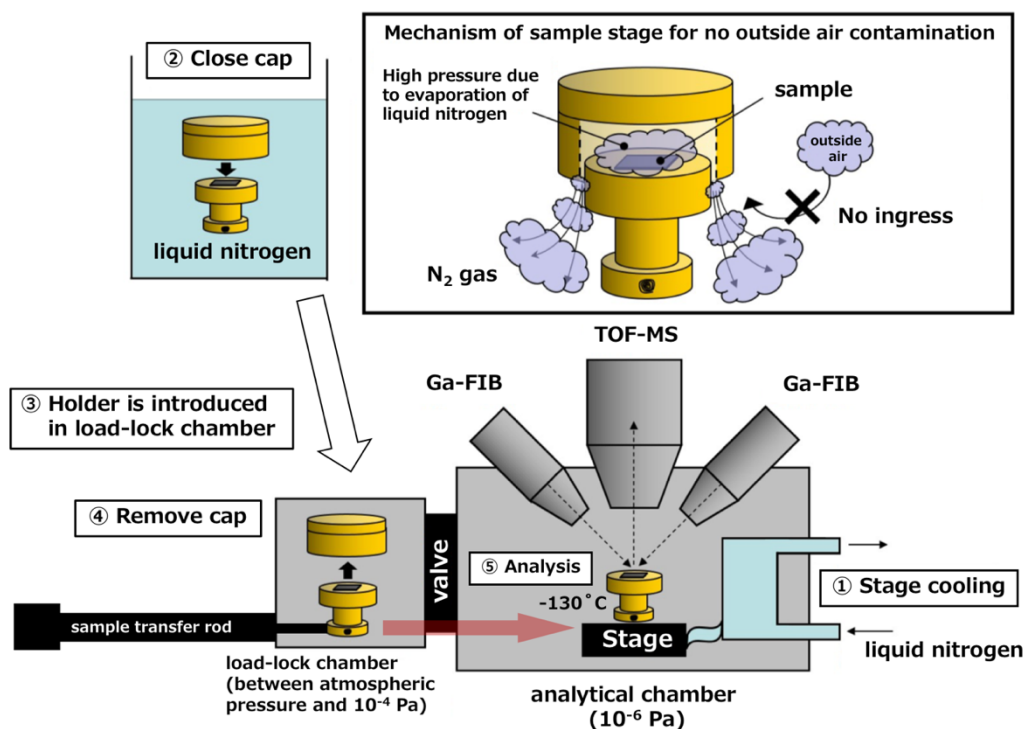 ② Close cap
liquid nitrogen
Mechanism of sample stage for no outside air contamination
High pressure due
to evaporation of
liquid nitrogen
sample
outside
air
No ingress
N₂ gas
③ Holder is introduced
in load-lock chamber
TOF-MS
Ga-FIB
Ga-FIB
④ Remove cap
valve
⑤ Analysis
-130˚C
Stage
① Stage cooling
liquid nitrogen
sample transfer rod
load-lock chamber
(between atmospheric
pressure and 10⁻⁴ Pa)
analytical chamber
(10⁻⁶ Pa)